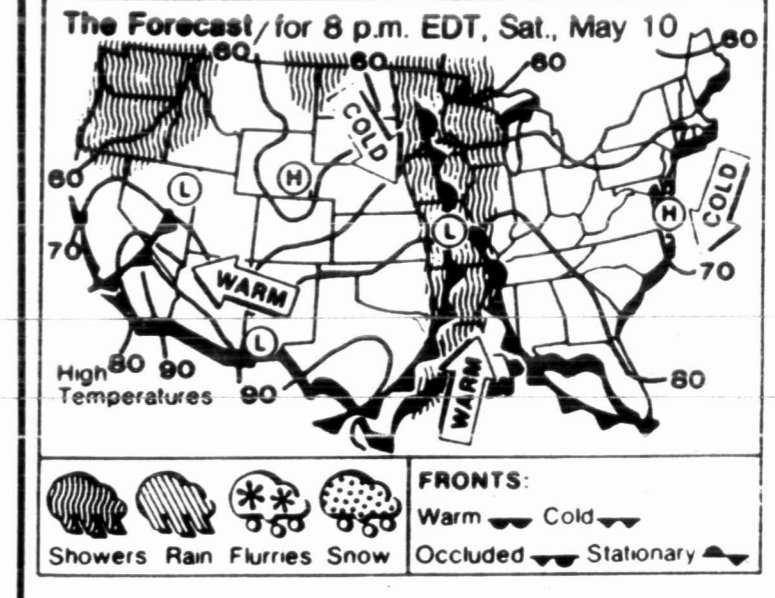 The Forecast/for 8 p.m. EDT, Sat., May 10
60
60
60
60
COLD
60
L
H
COLD
H
70
L
70
WARM
L
WARM
80
90
90
80
High
Temperatures
Showers Rain Flurries Snow
FRONTS:
Warm Cold
Occluded Stationary